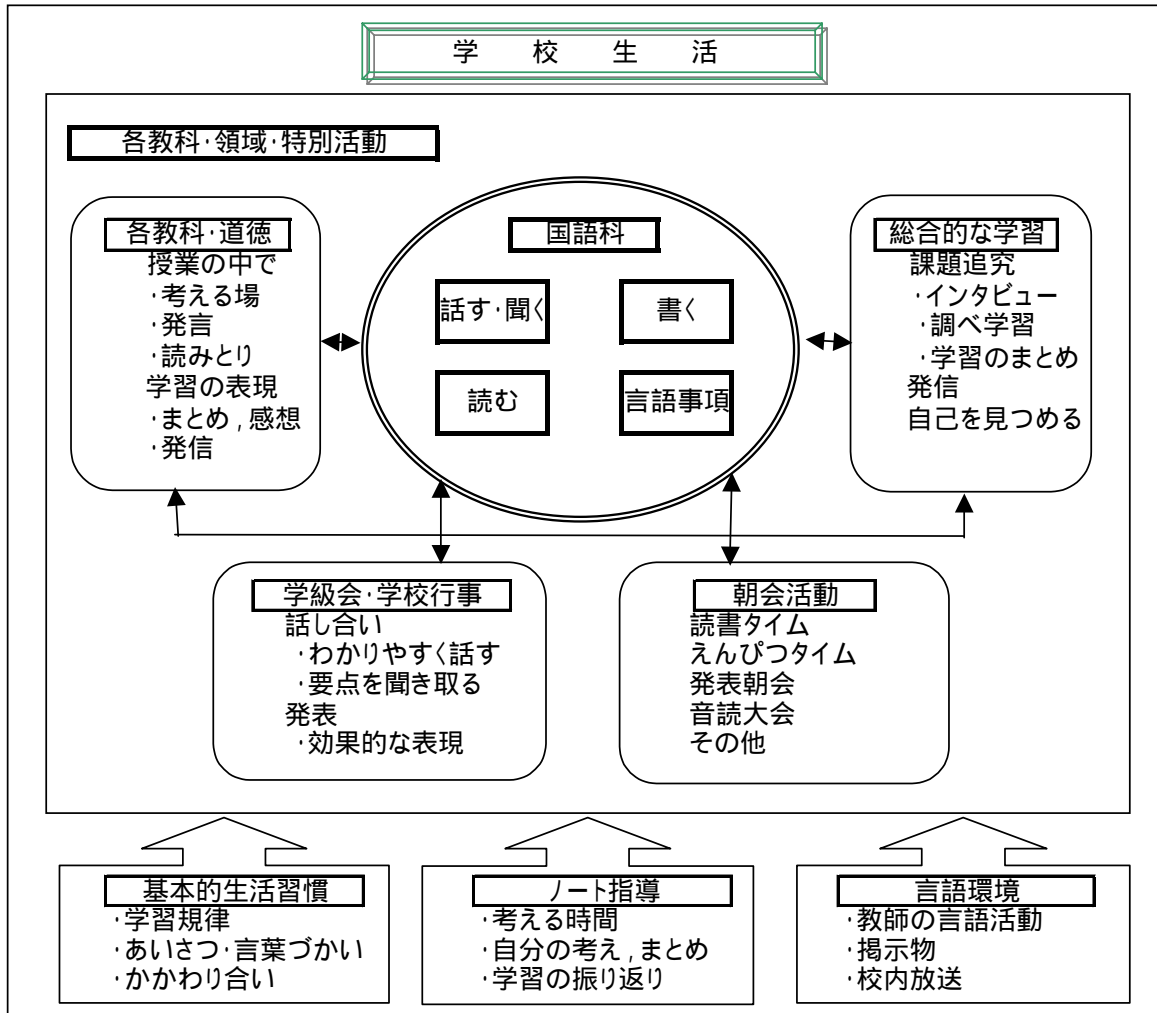 学校生活
各教科・領域・特別活動
各教科・道徳
授業の中で
・考える場
・発言
・読みとり
学習の表現
・まとめ,感想
・発信
国語科
話す・聞く
書く
読む
言語事項
総合的な学習
課題追究
・インタビュー
・調べ学習
・学習のまとめ
発信
自己を見つめる
学級会・学校行事
話し合い
・わかりやすく話す
・要点を聞き取る
発表
・効果的な表現
朝会活動
読書タイム
えんぴつタイム
発表朝会
音読大会
その他
基本的生活習慣
・学習規律
・あいさつ・言葉づかい
・かかわり合い
ノート指導
・考える時間
・自分の考え,まとめ
・学習の振り返り
言語環境
・教師の言語活動
・掲示物
・校内放送